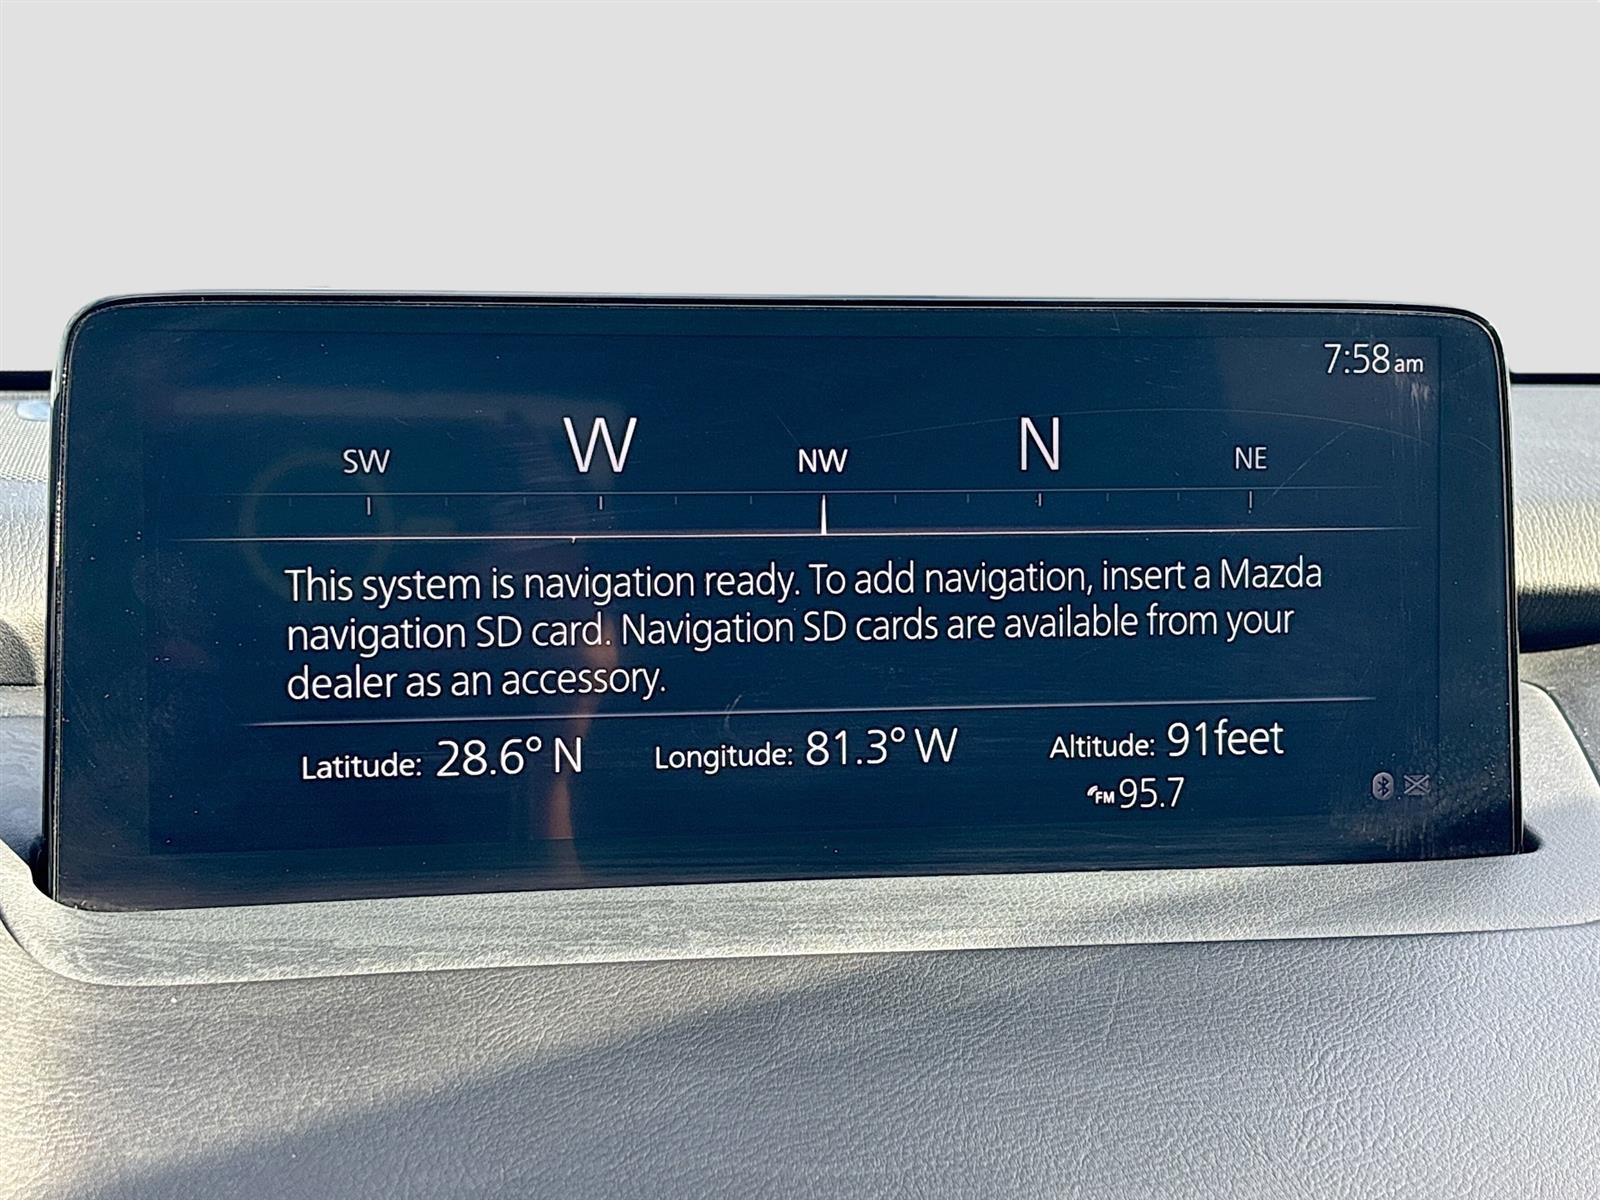 7:58am
SW W NW N NE
This system is navigation ready. To add navigation, insert a Mazda
navigation SD card. Navigation SD cards are available from your
dealer as an accessory.
Latitude: 28.6° N Longitude: 81.3° W Altitude: 91feet
FM 95.7